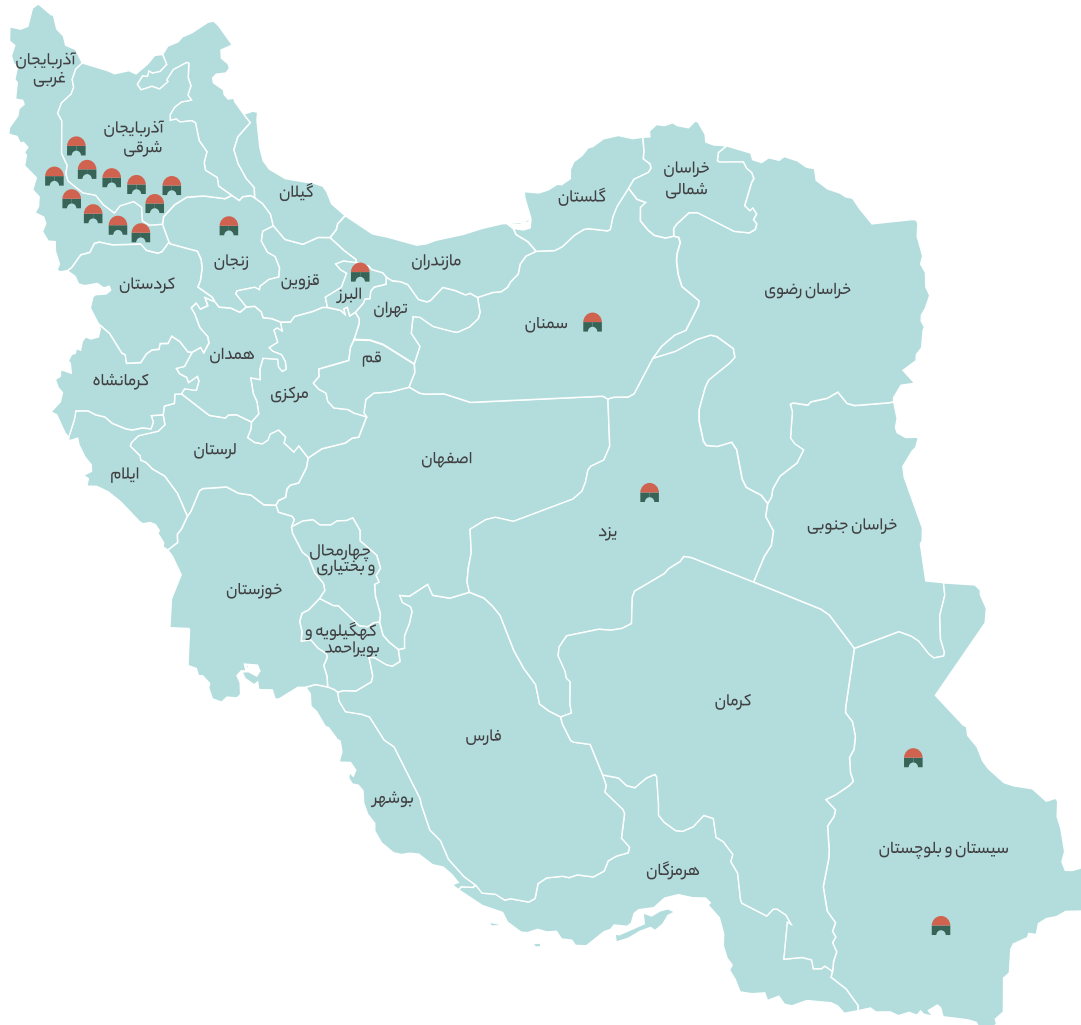 آذربایجان
غربی
آذربایجان
شرقی
خراسان
شمالی
گیلان
گلستان
زنجان
مازندران
کردستان
قزوین
البرز
خراسان رضوی
تهران
سمنان
همدان
قم
کرمانشاه
مرکزی
لرستان
اصفهان
ایلام
خراسان جنوبی
یزد
چهارمحال
و بختیاری
خوزستان
کهگیلویه و
بویراحمد
کرمان
فارس
بوشهر
سیستان و بلوچستان
هرمزگان